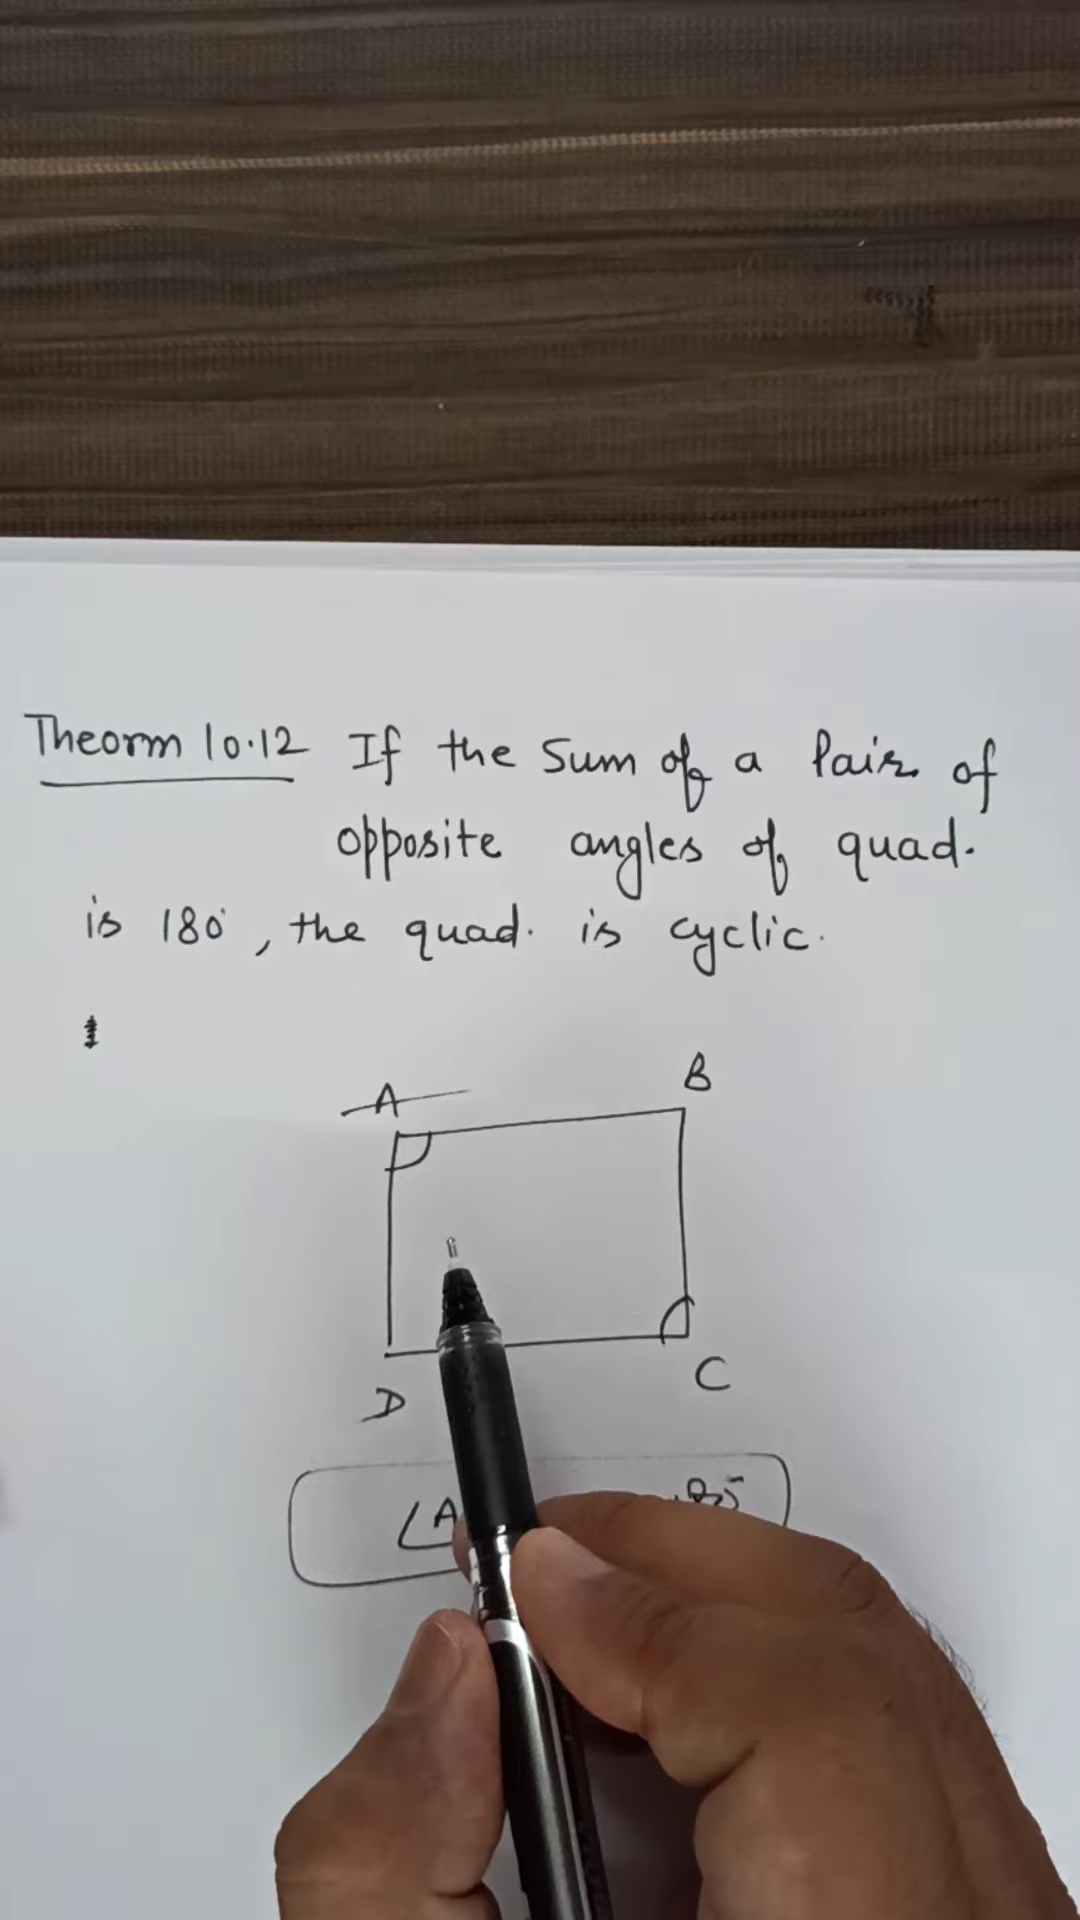 Theorm 10.12 If the sum of a Pair of
opposite angles of quad.
is 180°, the quad. is cyclic.
A
B
D
C
∠A